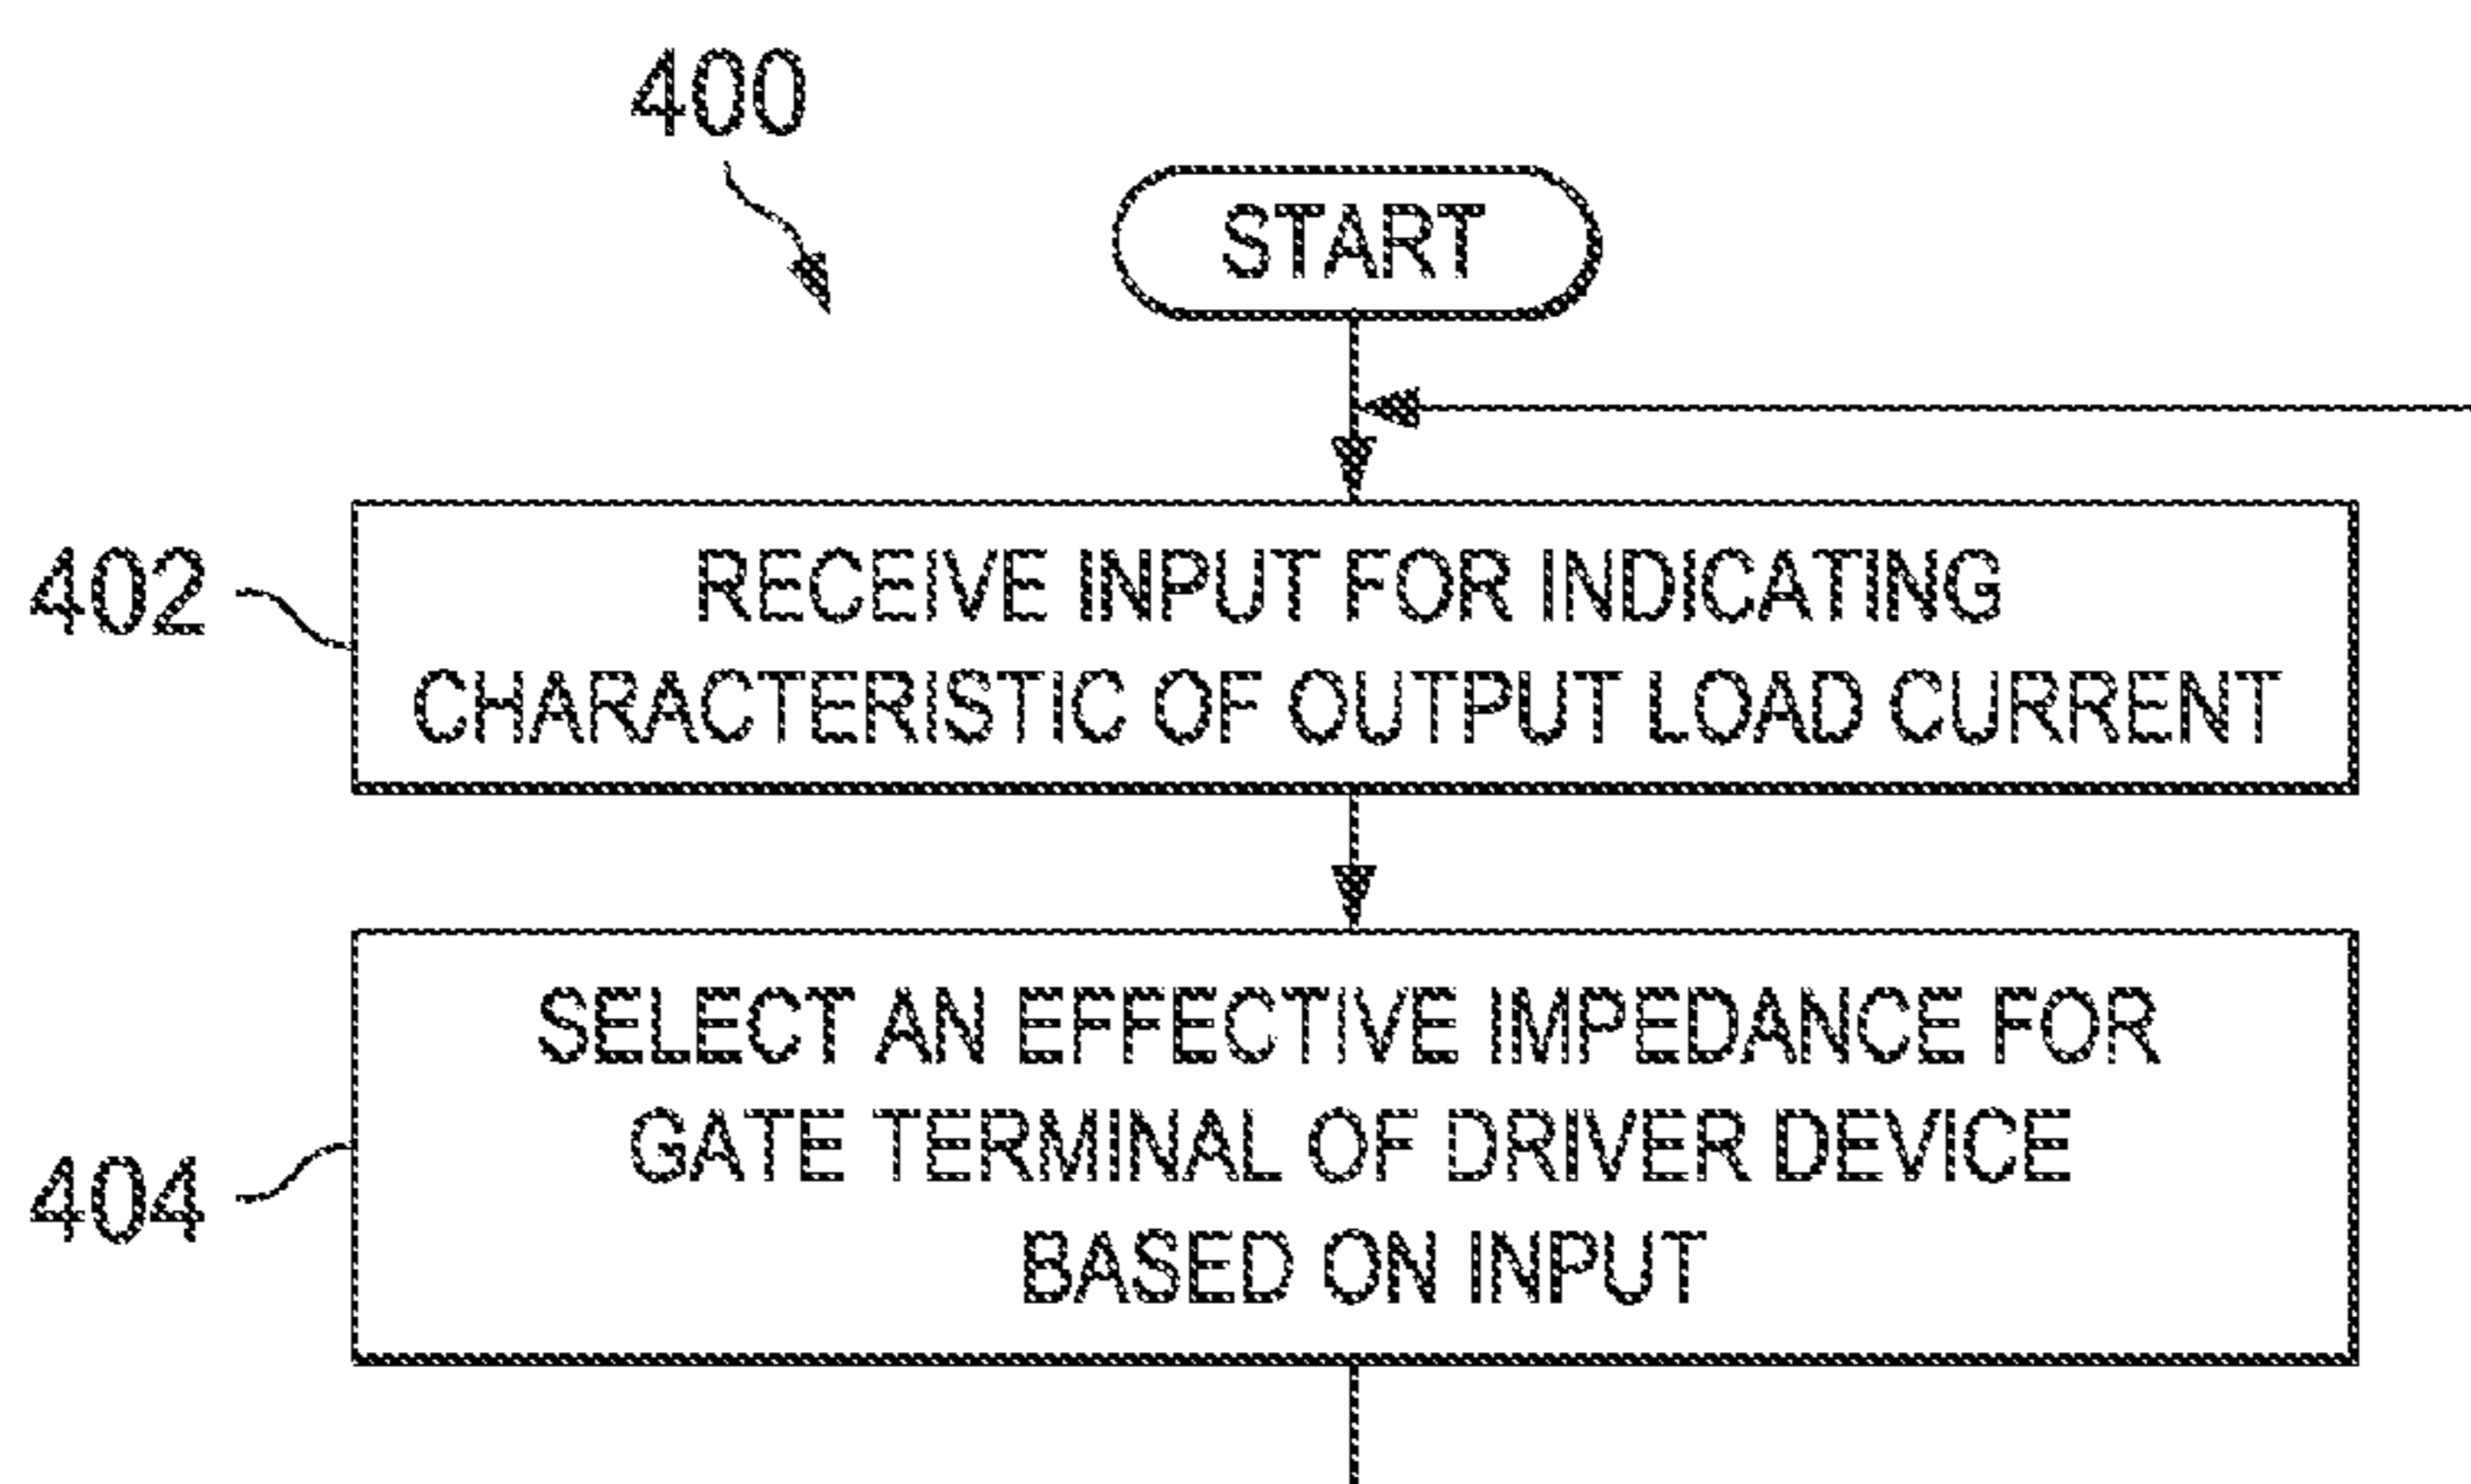 400
START
402
RECEIVE INPUT FOR INDICATING
CHARACTERISTIC OF OUTPUT LOAD CURRENT
404
SELECT AN EFFECTIVE IMPEDANCE FOR
GATE TERMINAL OF DRIVER DEVICE
BASED ON INPUT